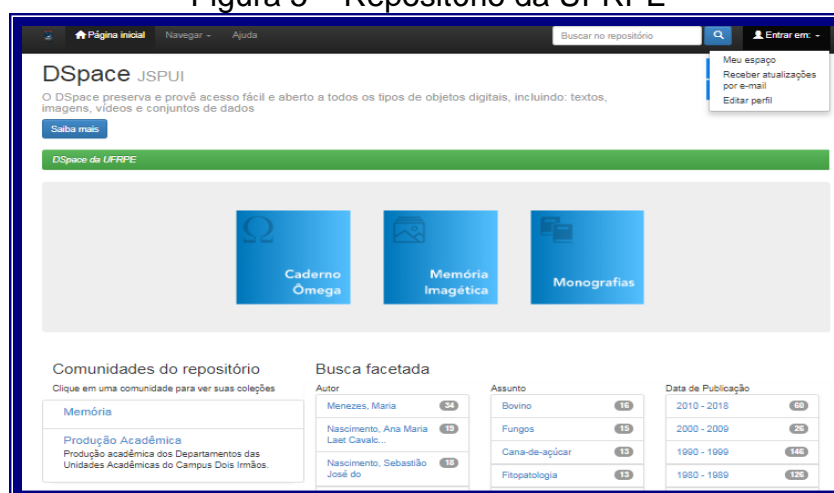 Figura 3 – Repositório da UFRPE
Página inicial Navegar Ajuda Buscar no repositório Entrar em:
Meu espaço
Receber atualizações
por e-mail
Editar perfil
DSpace JSPUI
O DSpace preserva e provê acesso fácil e aberto a todos os tipos de objetos digitais, incluindo: textos,
imagens, vídeos e conjuntos de dados
Saiba mais
DSpace da UFRPE
Caderno
Ômega
Memória
Imagética
Monografias
Comunidades do repositório
Clique em uma comunidade para ver suas coleções
Memória
Produção Acadêmica
Produção acadêmica dos Departamentos das
Unidades Acadêmicas do Campus Dois Irmãos.
Busca facetada
Autor
Menezes, Maria 34
Nascimento, Ana Maria 19
Laet Cavalc...
Nascimento, Sebastião 18
José do
Assunto
Bovino 16
Fungos 15
Cana-de-açúcar 13
Fitopatologia 13
Data de Publicação
2010 - 2018 60
2000 - 2009 26
1990 - 1999 146
1980 - 1989 126